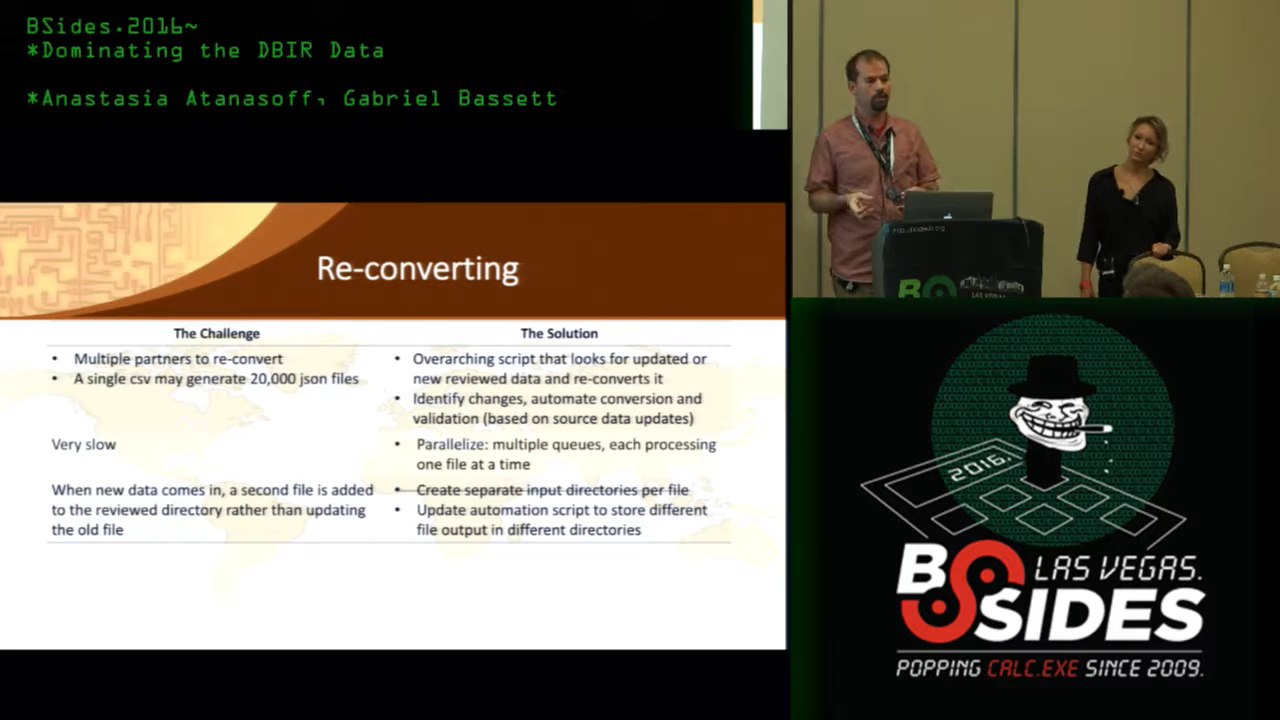 BSides.2016~
*Dominating the DBIR Data
*Anastasia Atanasoff, Gabriel Bassett
Re-converting
The Challenge
The Solution
• Multiple partners to re-convert
• A single csv may generate 20,000 json files
• Overarching script that looks for updated or
new reviewed data and re-converts it
• Identify changes, automate conversion and
validation (based on source data updates)
Very slow
• Parallelize: multiple queues, each processing
one file at a time
When new data comes in, a second file is added
to the reviewed directory rather than updating
the old file
• Create separate input directories per file
• Update automation script to store different
file output in different directories
BS
LAS VEGAS
2016.
BSIDES
LAS VEGAS.
POPPING CALC.EXE SINCE 2009.